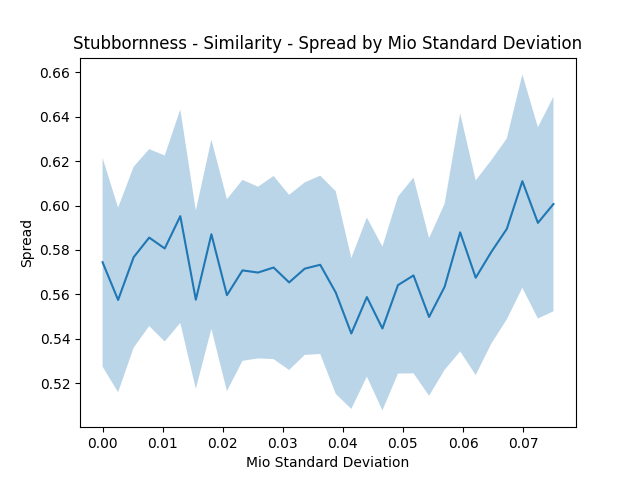 Stubbornness - Similarity - Spread by Mio Standard Deviation
0.66
0.64
0.62
0.60
0.58
0.56
0.54
0.52
Spread
0.00 0.01 0.02 0.03 0.04 0.05 0.06 0.07
Mio Standard Deviation